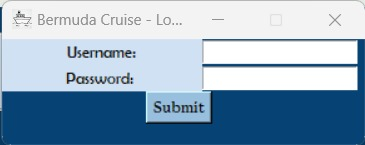 Bermuda Cruise - Lo...
Username:
Password:
Submit